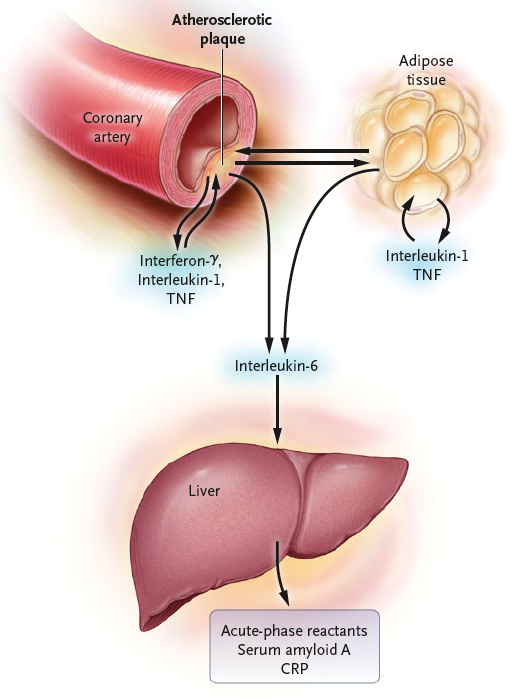 Atherosclerotic
plaque
Coronary
artery
Adipose
tissue
Interferon-γ,
Interleukin-1,
TNF
Interleukin-1
TNF
Interleukin-6
Liver
Acute-phase reactants
Serum amyloid A
CRP